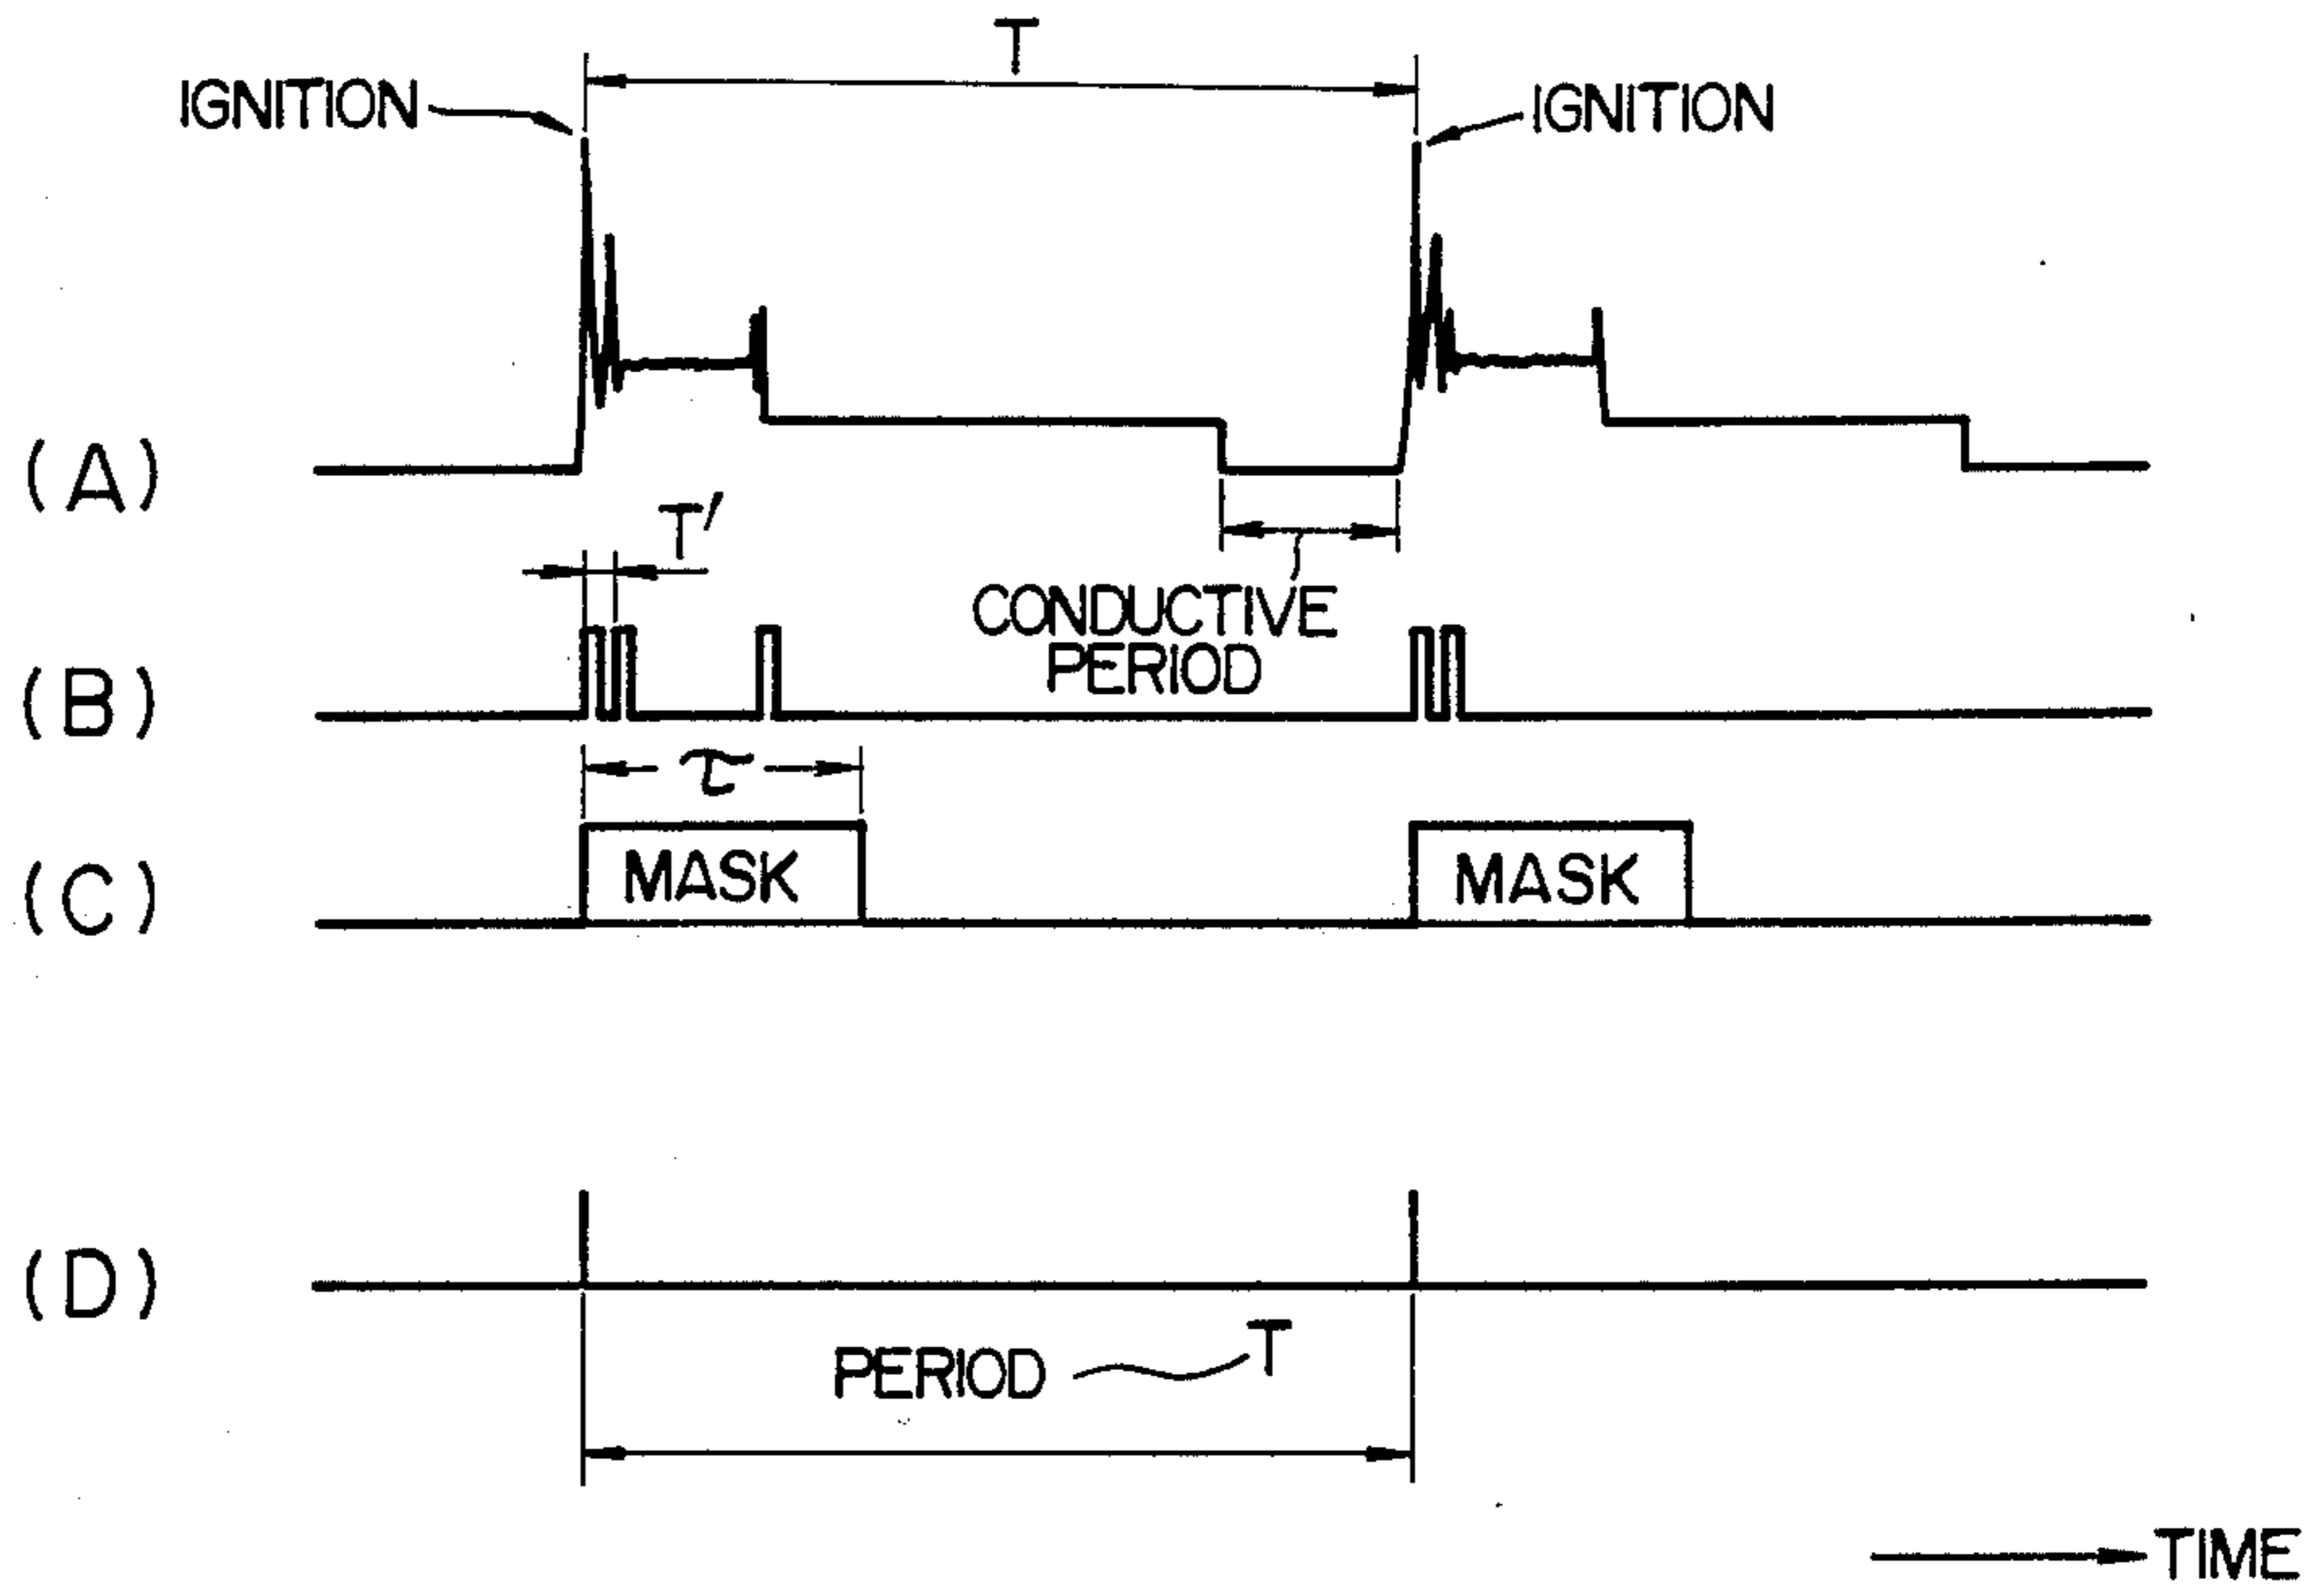 T
IGNITION
IGNITION
(A)
T'
CONDUCTIVE
PERIOD
(B)
τ
(C)
MASK
MASK
(D)
PERIOD
T
TIME